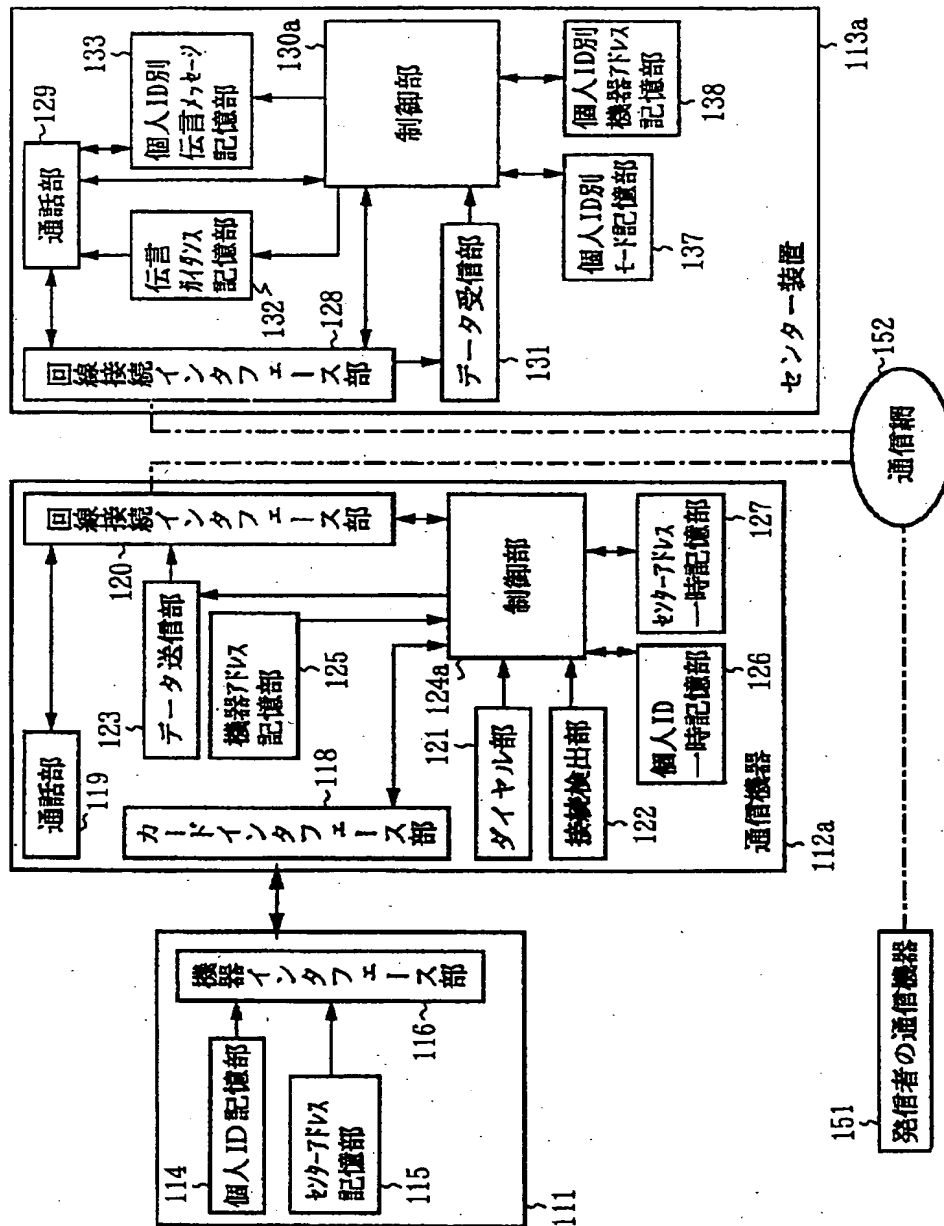 114
個人ID記憶部
センターアドレス
記憶部
115
機器インタフェース部
116
111
通話部
119
カードインタフェース部
118
データ送信部
123
機器アドレス
記憶部
125
回線接続インタフェース部
120
ダイヤル部
121
接続検出部
122
制御部
124a
個人ID
一時記憶部
126
センターアドレス
一時記憶部
127
通信機器
112a
回線接続インタフェース部
128
通話部
129
伝言
ガイダンス
記憶部
132
個人ID別
伝言メッセージ
記憶部
133
データ受信部
131
制御部
130a
個人ID別
モード記憶部
137
個人ID別
機器アドレス
記憶部
138
センター装置
113a
発信者の通信機器
151
通信網
152